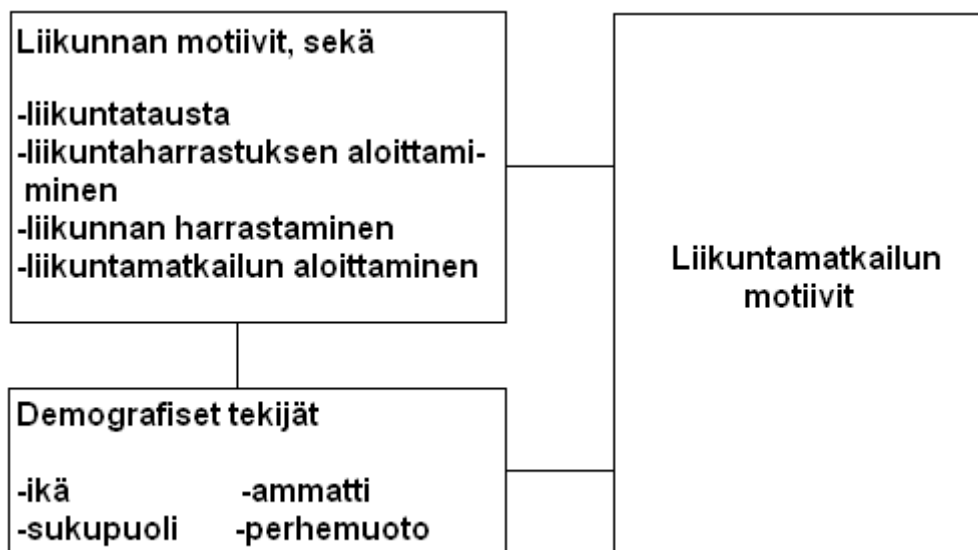 Liikunnan motiivit, sekä
-liikuntatausta
-liikuntaharrastuksen aloittami-
minen
-liikunnan harrastaminen
-liikuntamatkailun aloittaminen
Demografiset tekijät
-ikä -ammatti
-sukupuoli -perhemuoto
Liikuntamatkailun
motiivit